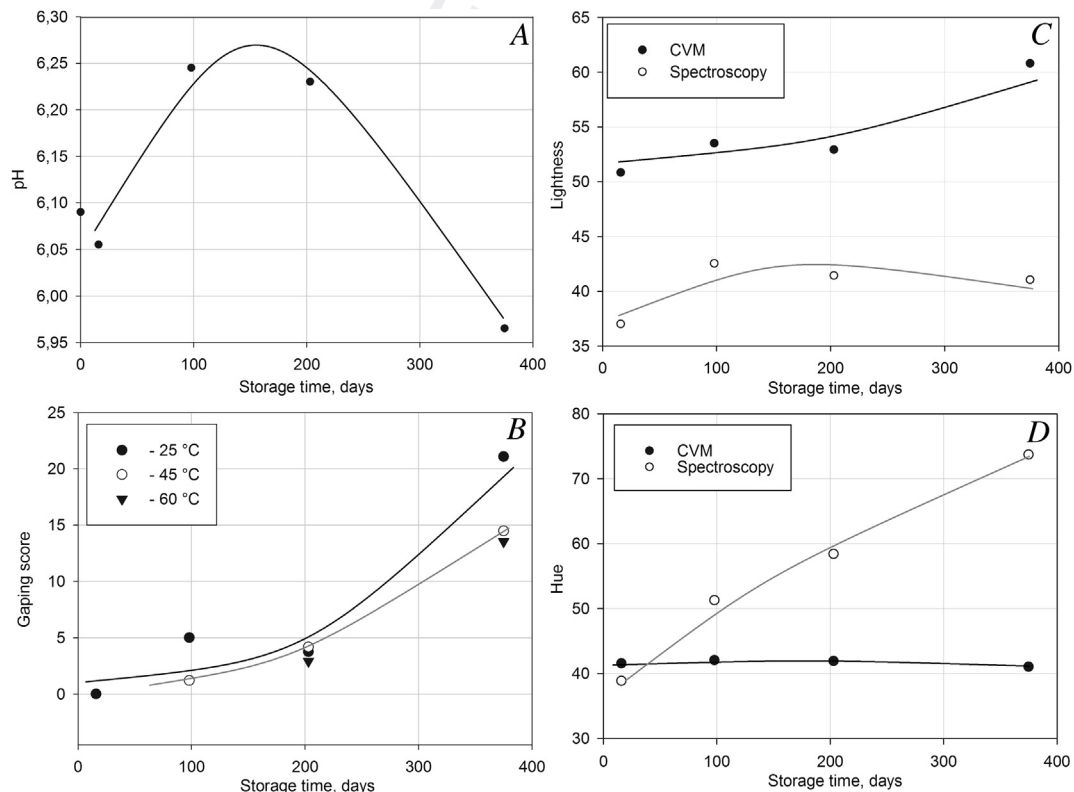 A
6,30
6,25
6,20
6,15
6,10
6,05
6,00
5,95
pH
0 100 200 300 400
Storage time, days
C
CVM
Spectroscopy
65
60
55
50
45
40
35
Lightness
0 100 200 300 400
Storage time, days
B
- 25 °C
- 45 °C
- 60 °C
25
20
15
10
5
0
Gaping score
0 100 200 300 400
Storage time, days
D
CVM
Spectroscopy
80
70
60
50
40
30
Hue
0 100 200 300 400
Storage time, days